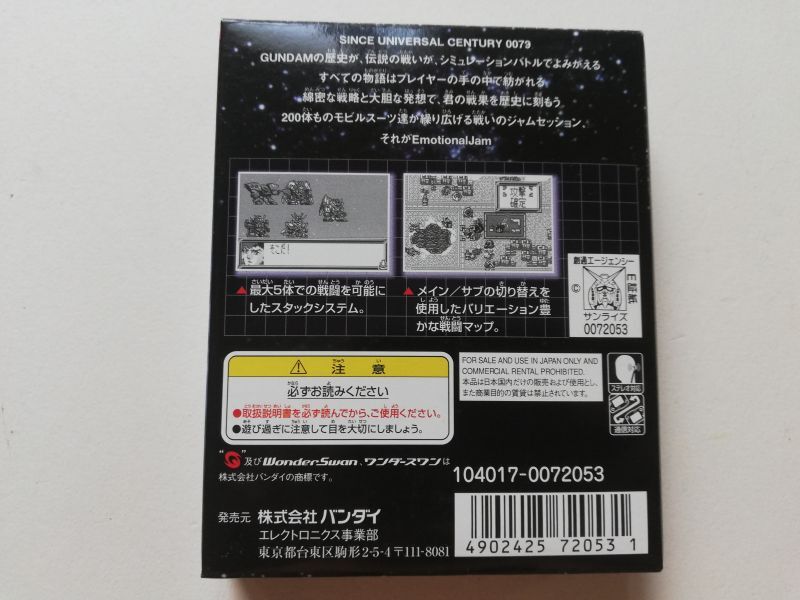 SINCE UNIVERSAL CENTURY 0079
GUNDAMの歴史が、伝説の戦いが、シミュレーションバトルでよみがえる。
すべての物語はプレイヤーの手の中で紡がれる
綿密な戦略と大胆な発想で、君の戦果を歴史に刻もう。
200体ものモビルスーツ達が繰り広げる戦いのジャムセッション、
それがEmotionalJam
攻撃
確定
▲最大5体での戦闘を可能に
したスタックシステム。
▲メイン/サブの切り替えを
使用したバリエーション豊
かな戦闘マップ。
創通エージェンシー
©
E証紙
サンライズ
0072053
注意
必ずお読みください
●取扱説明書を必ず読んでから、ご使用ください。
●遊び過ぎに注意して目を大切にしましょう。
FOR SALE AND USE IN JAPAN ONLY AND
COMMERCIAL RENTAL PROHIBITED.
本品は日本国内だけの販売および使用とし、
また商業目的の賃貸は禁止されています。
ステレオ対応
通信対応
及びWonderSwan、ワンダースワンは
株式会社バンダイの商標です。
104017-0072053
発売元 株式会社バンダイ
エレクトロニクス事業部
東京都台東区駒形2-5-4〒111-8081
4902425 72053 1